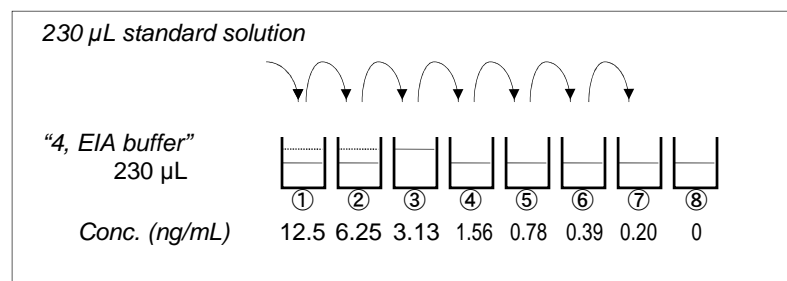 230 µL standard solution
“4, EIA buffer”
230 µL
① ② ③ ④ ⑤ ⑥ ⑦ ⑧
Conc. (ng/mL) 12.5 6.25 3.13 1.56 0.78 0.39 0.20 0